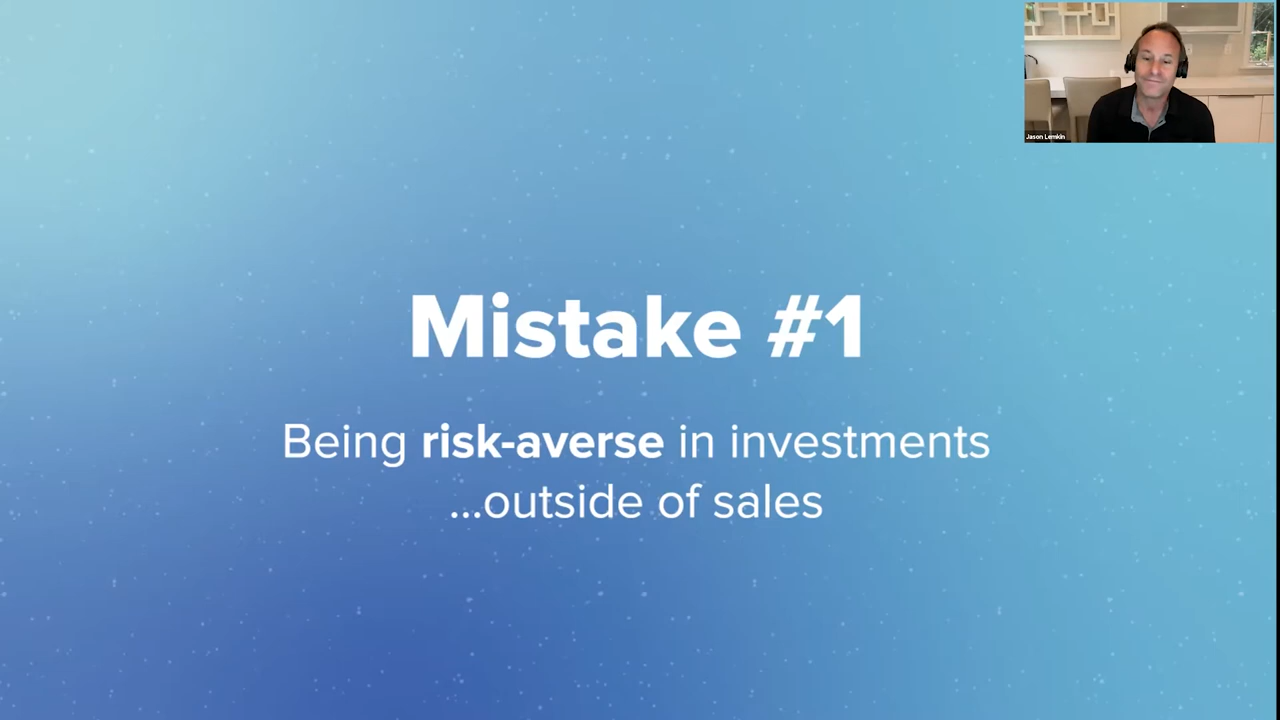 Jason Lemkin
Mistake #1
Being risk-averse in investments
...outside of sales